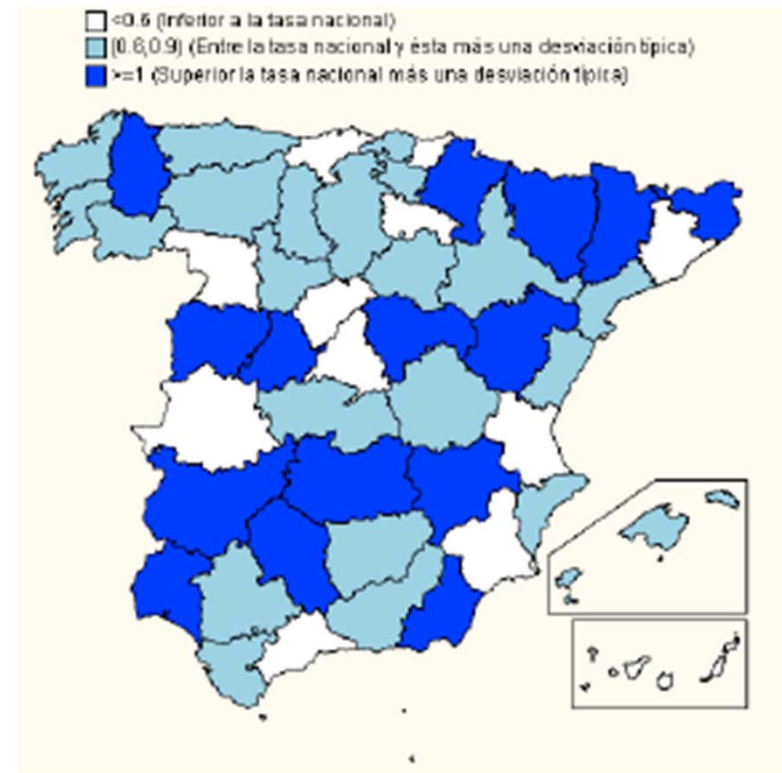 <0.6 (Inferior a la tasa nacional)
[0.6,0.9) (Entre la tasa nacional y ésta más una desviación típica)
>=1 (Superior la tasa nacional más una desviación típica)